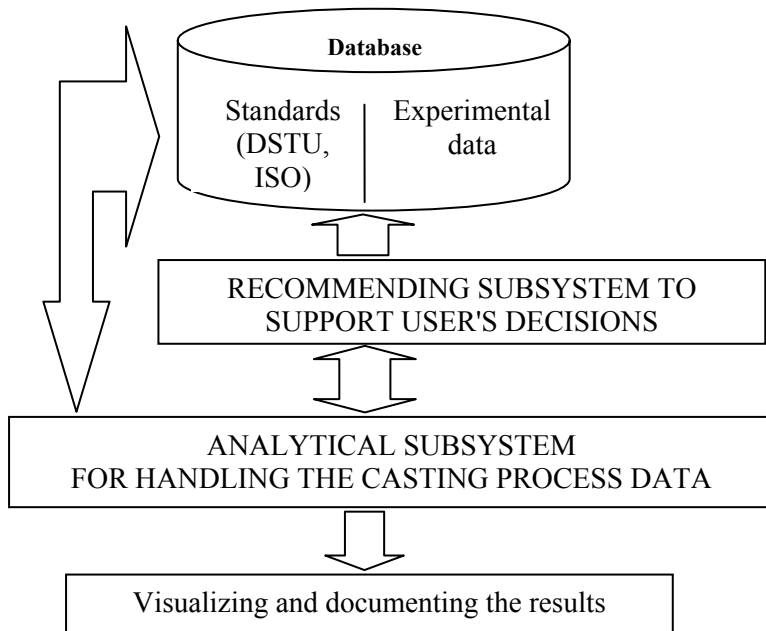 Database
Standards
(DSTU,
ISO)
Experimental
data
RECOMMENDING SUBSYSTEM TO
SUPPORT USER'S DECISIONS
ANALYTICAL SUBSYSTEM
FOR HANDLING THE CASTING PROCESS DATA
Visualizing and documenting the results